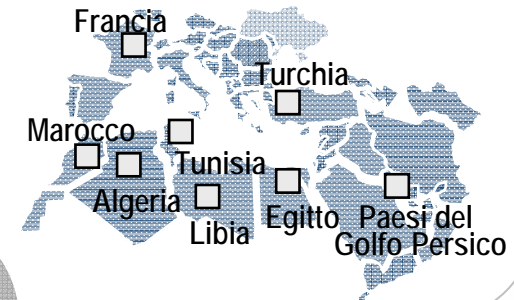 Francia
Turchia
Marocco
Tunisia
Algeria
Libia
Egitto
Paesi del
Golfo Persico